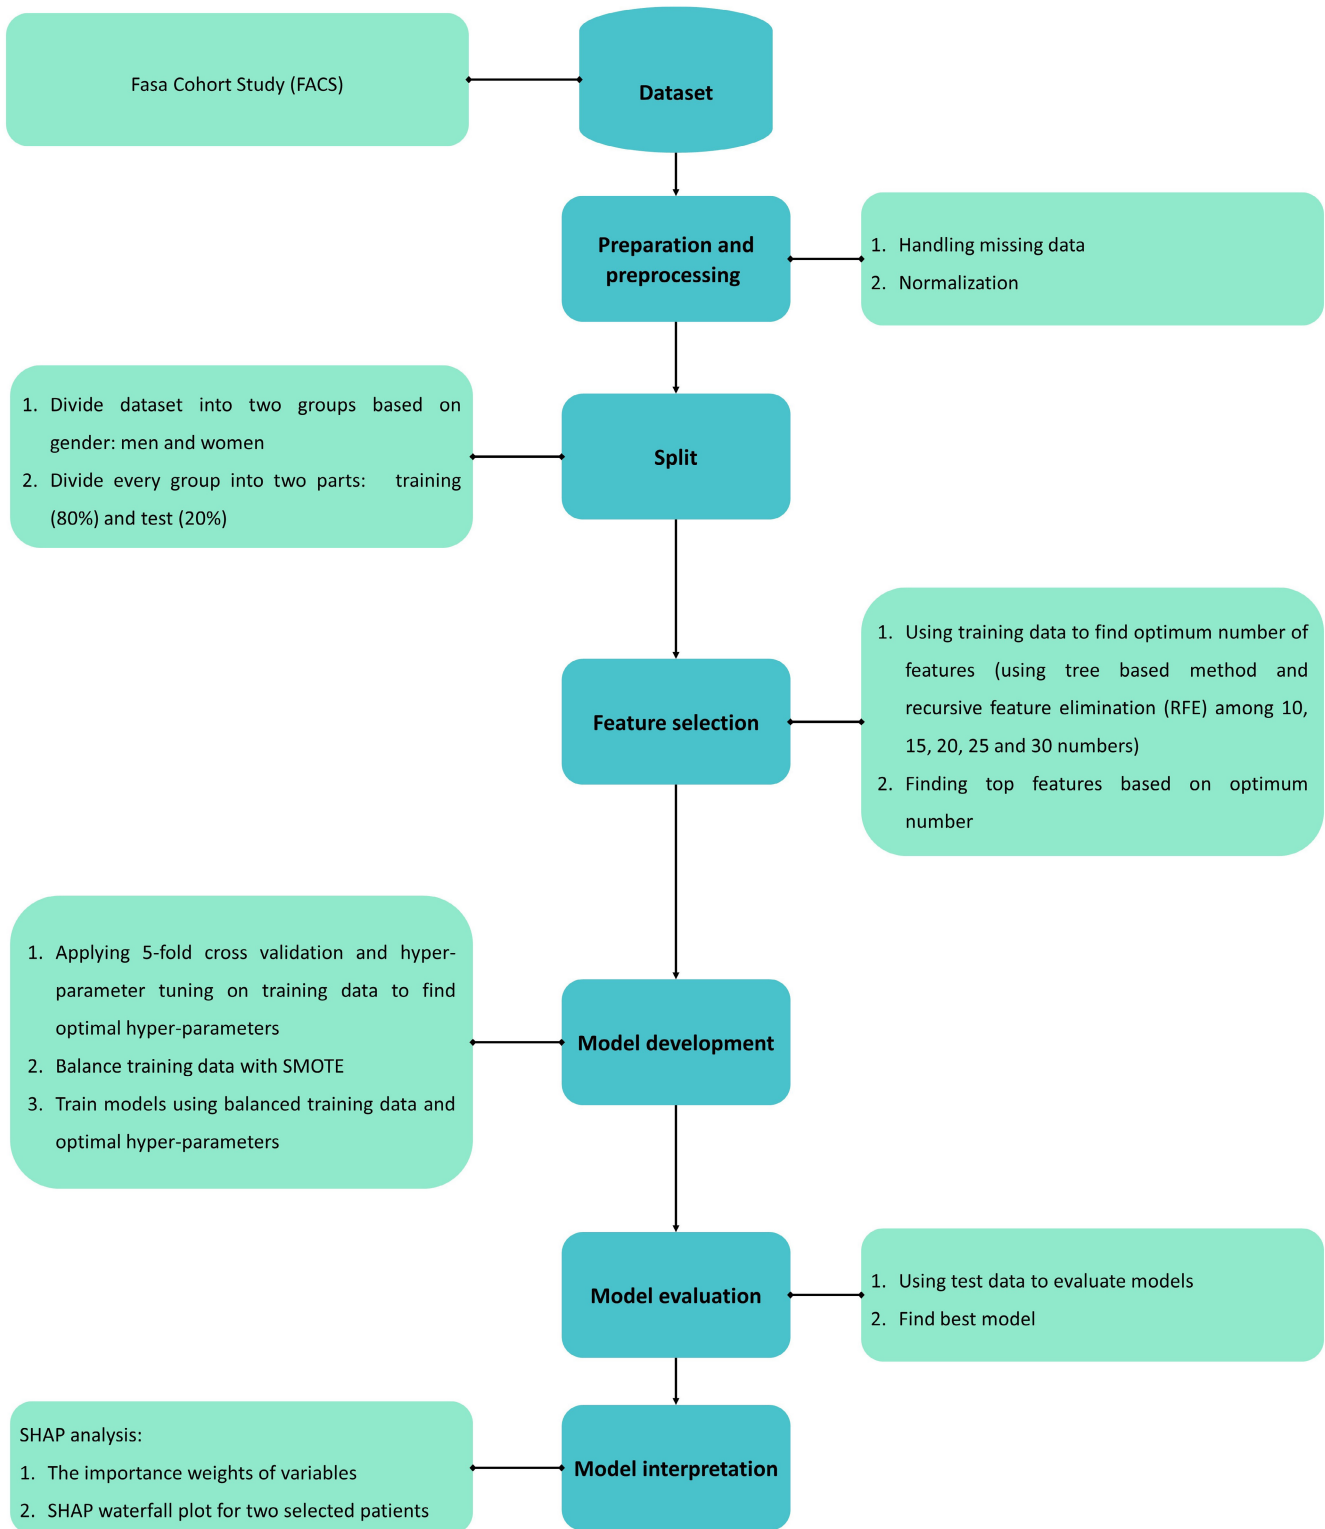 Fasa Cohort Study (FACS)
Dataset
Preparation and
preprocessing
1. Handling missing data
2. Normalization
1. Divide dataset into two groups based on
gender: men and women
2. Divide every group into two parts: training
(80%) and test (20%)
Split
Feature selection
1. Using training data to find optimum number of
features (using tree based method and
recursive feature elimination (RFE) among 10,
15, 20, 25 and 30 numbers)
2. Finding top features based on optimum
number
1. Applying 5-fold cross validation and hyper-
parameter tuning on training data to find
optimal hyper-parameters
2. Balance training data with SMOTE
3. Train models using balanced training data and
optimal hyper-parameters
Model development
Model evaluation
1. Using test data to evaluate models
2. Find best model
SHAP analysis:
1. The importance weights of variables
2. SHAP waterfall plot for two selected patients
Model interpretation